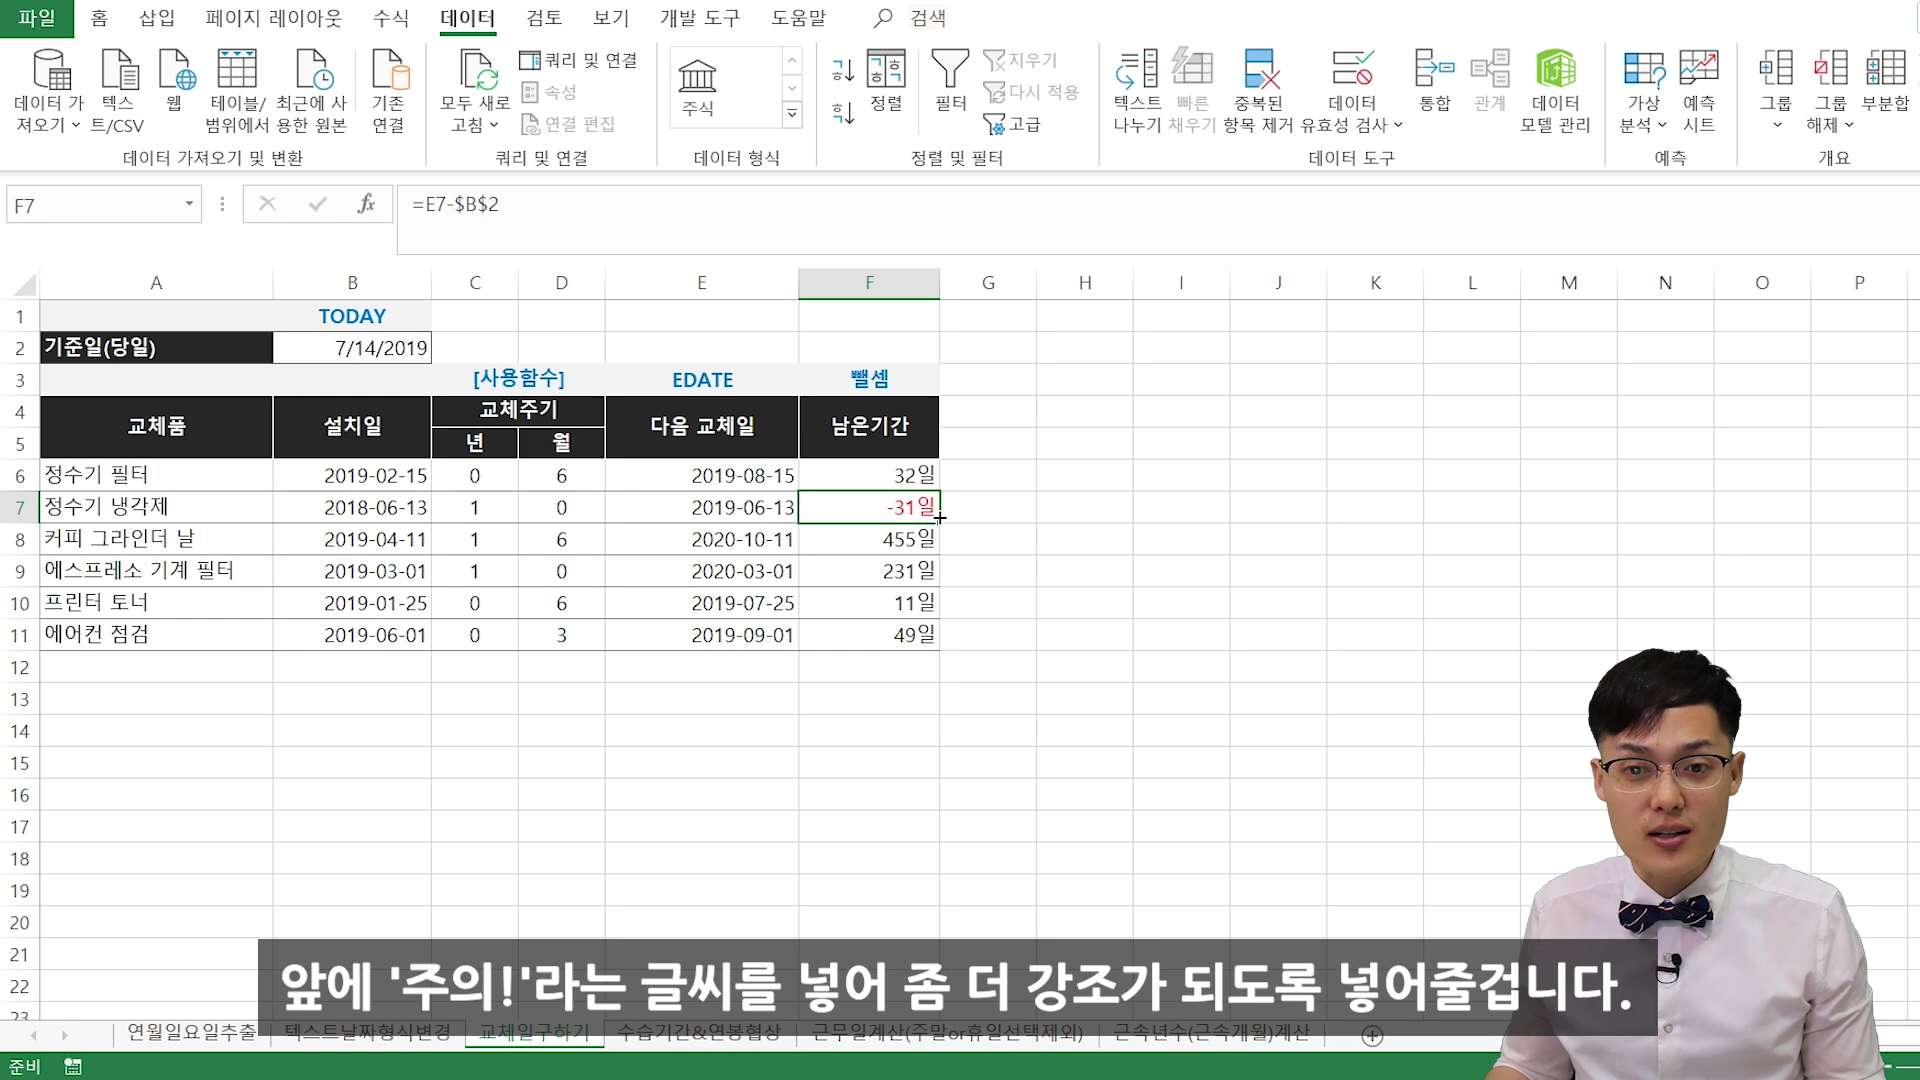 파일 홈 삽입 페이지 레이아웃 수식 데이터 검토 보기 개발 도구 도움말 검색
데이터 가
져오기
텍스
트/CSV
웹
테이블/
범위에서
최근에 사
용한 원본
기존
연결
데이터 가져오기 및 변환
모두 새로
고침
쿼리 및 연결
속성
연결 편집
쿼리 및 연결
주식
데이터 형식
정렬
필터
지우기
다시 적용
고급
정렬 및 필터
텍스트
나누기
빠른
채우기
중복된
항목 제거
데이터
유효성 검사
통합
관계
데이터
모델 관리
데이터 도구
가상
분석
예측
시트
예측
그룹
그룹
해제
부분합
개요
F7 fx =E7-$B$2
A B C D E F G H I J K L M N O P
1 TODAY
2 기준일(당일) 7/14/2019
3 [사용함수] EDATE 뺄셈
4 교체품 설치일 교체주기 다음 교체일 남은기간
5 년 월
6 정수기 필터 2019-02-15 0 6 2019-08-15 32일
7 정수기 냉각제 2018-06-13 1 0 2019-06-13 -31일
8 커피 그라인더 날 2019-04-11 1 6 2020-10-11 455일
9 에스프레소 기계 필터 2019-03-01 1 0 2020-03-01 231일
10 프린터 토너 2019-01-25 0 6 2019-07-25 11일
11 에어컨 점검 2019-06-01 0 3 2019-09-01 49일
12
13
14
15
16
17
18
19
20
21
22
23
앞에 '주의!'라는 글씨를 넣어 좀 더 강조가 되도록 넣어줄겁니다.
연월일요일추출 텍스트날짜형식변경 교체일구하기 수습기간&연봉협상 근무일계산(주말or휴일선택제외) 근속년수(근속개월)계산
준비